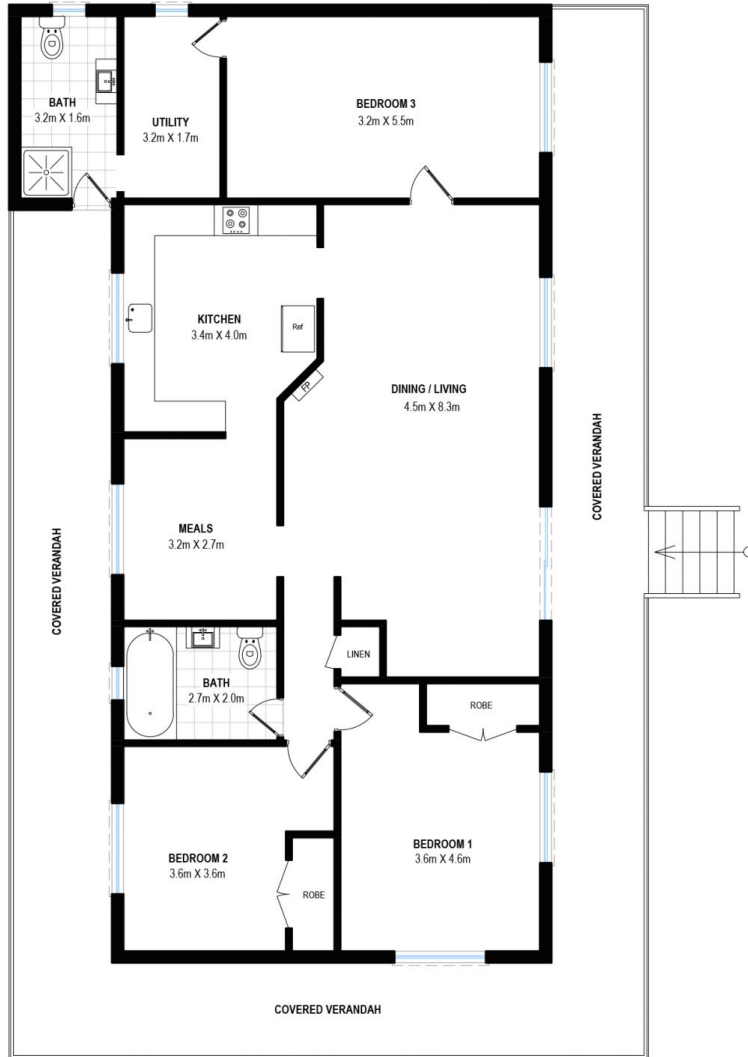 BATH
3.2m X 1.6m
UTILITY
3.2m X 1.7m
BEDROOM 3
3.2m X 5.5m
KITCHEN
3.4m X 4.0m
Ref
FP
DINING / LIVING
4.5m X 8.3m
COVERED VERANDAH
MEALS
3.2m X 2.7m
COVERED VERANDAH
BATH
2.7m X 2.0m
LINEN
ROBE
BEDROOM 2
3.6m X 3.6m
ROBE
BEDROOM 1
3.6m X 4.6m
COVERED VERANDAH